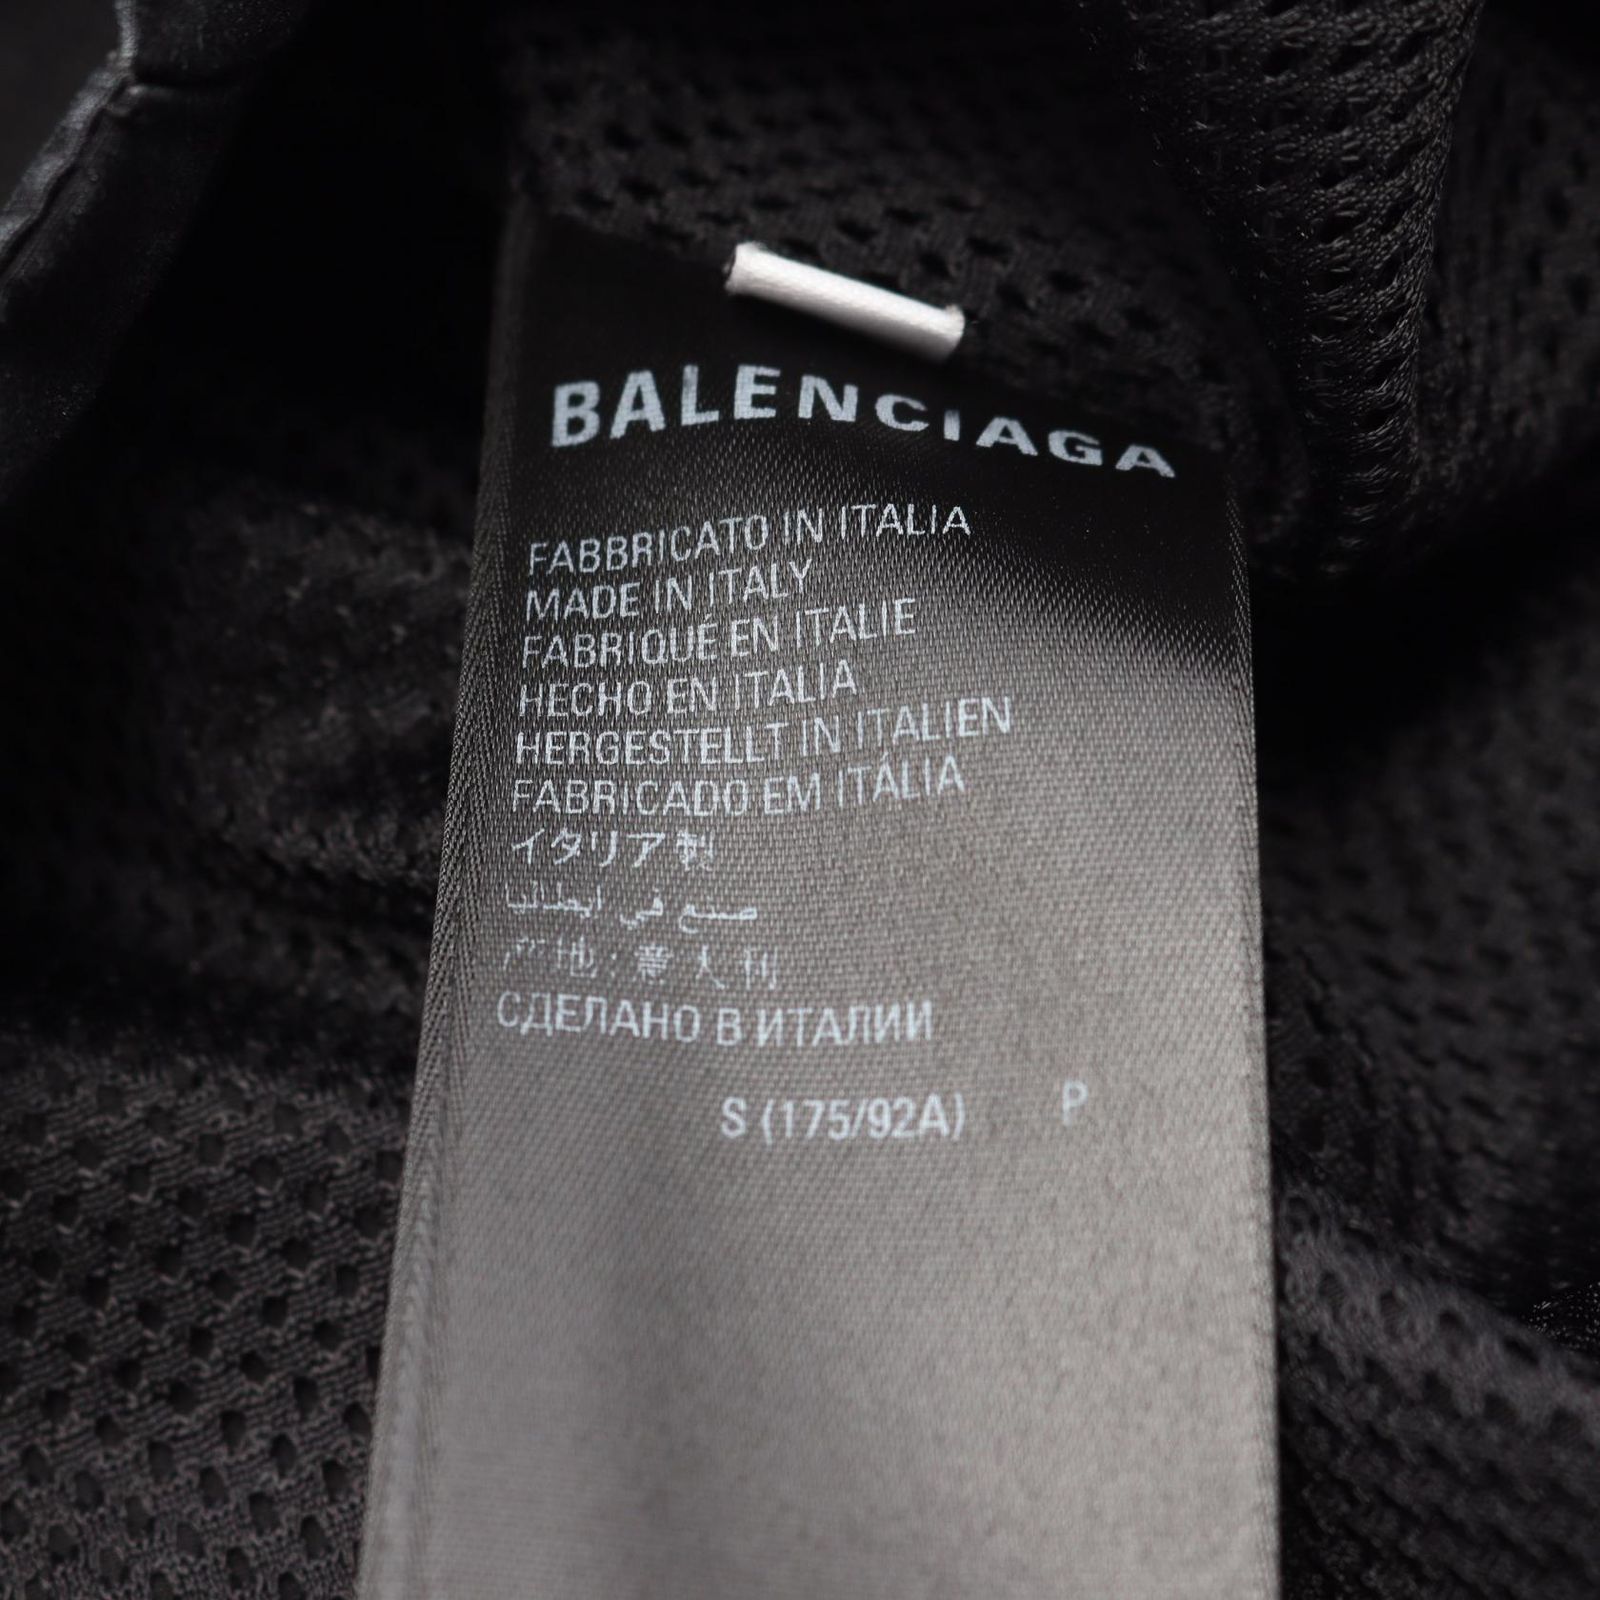 BALENCIAGA
FABBRICATO IN ITALIA
MADE IN ITALY
FABRIQUÉ EN ITALIE
HECHO EN ITALIA
HERGESTELLT IN ITALIEN
FABRICADO EM ITÁLIA
イタリア製
صنع في ايطاليا
产地:意大利
СДЕЛАНО В ИТАЛИИ
S (175/92A) P